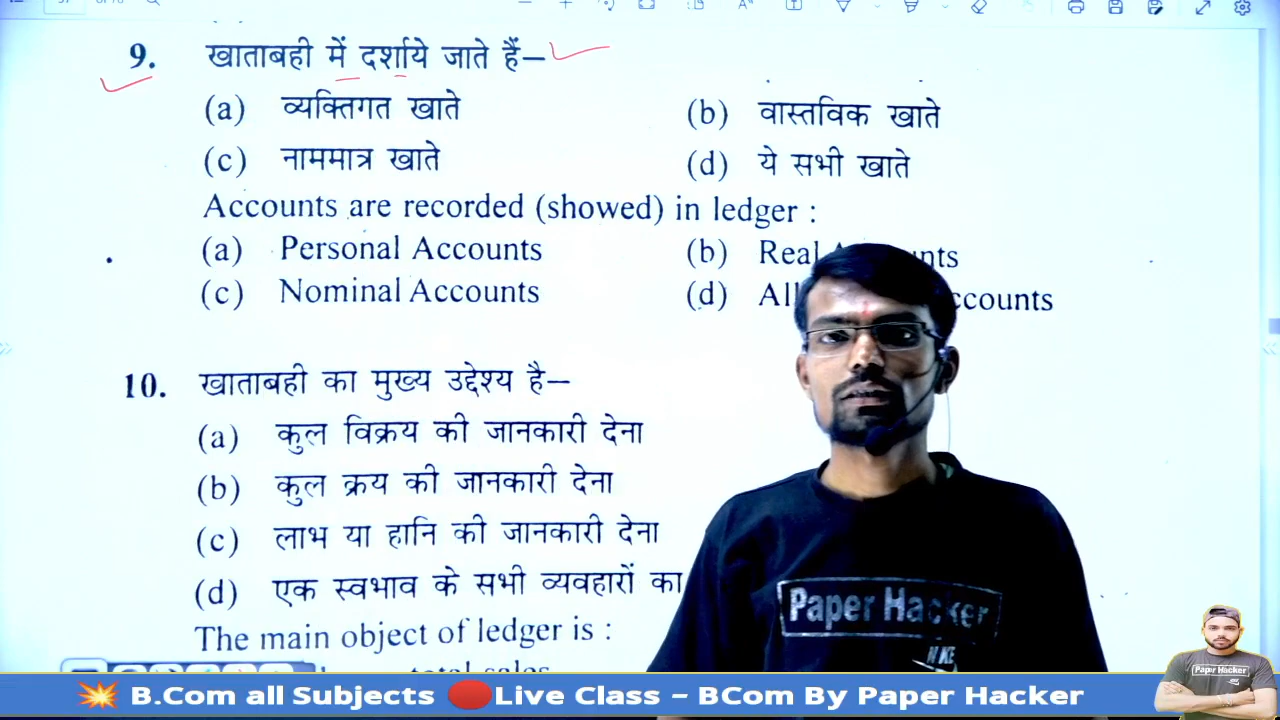 9. खाताबही में दर्शाये जाते हैं—
(a) व्यक्तिगत खाते (b) वास्तविक खाते
(c) नाममात्र खाते (d) ये सभी खाते
Accounts are recorded (showed) in ledger :
(a) Personal Accounts (b) Real
(c) Nominal Accounts (d) All
10. खाताबही का मुख्य उद्देश्य है—
(a) कुल विक्रय की जानकारी देना
(b) कुल क्रय की जानकारी देना
(c) लाभ या हानि की जानकारी देना
(d) एक स्वभाव के सभी व्यवहारों का
The main object of ledger is :
total sales
Paper Hacker
💥 B.Com all Subjects 🔴Live Class – BCom By Paper Hacker
Paper Hacker